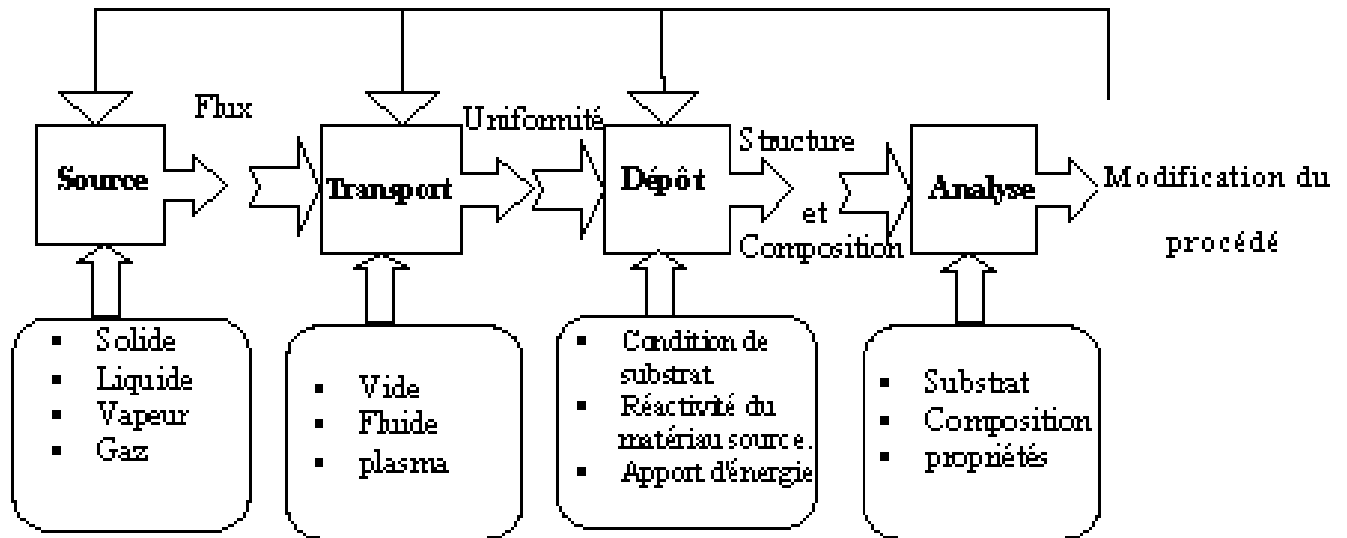 Flux
Uniformité
Structure
et
Composition
Source
Transport
Dépôt
Analyse
Modification du
procédé
▪ Solide
▪ Liquide
▪ Vapeur
▪ Gaz
▪ Vide
▪ Fluide
▪ plasma
▪ Condition de
substrat
▪ Réactivité du
matériau source.
▪ Apport d'énergie
▪ Substrat
▪ Composition
▪ propriétés